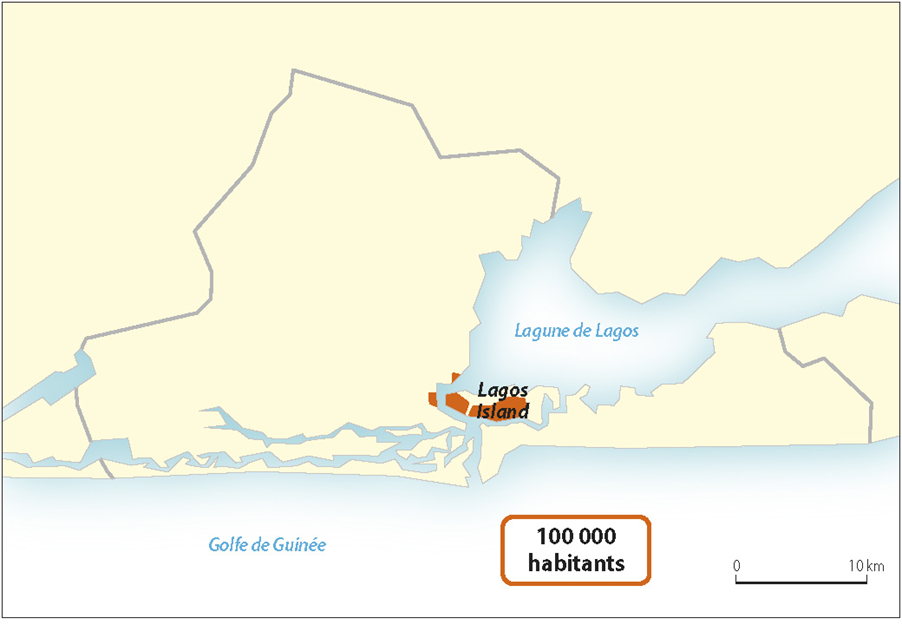 Lagune de Lagos
Lagos
Island
Golfe de Guinée
100 000
habitants
0 10 km